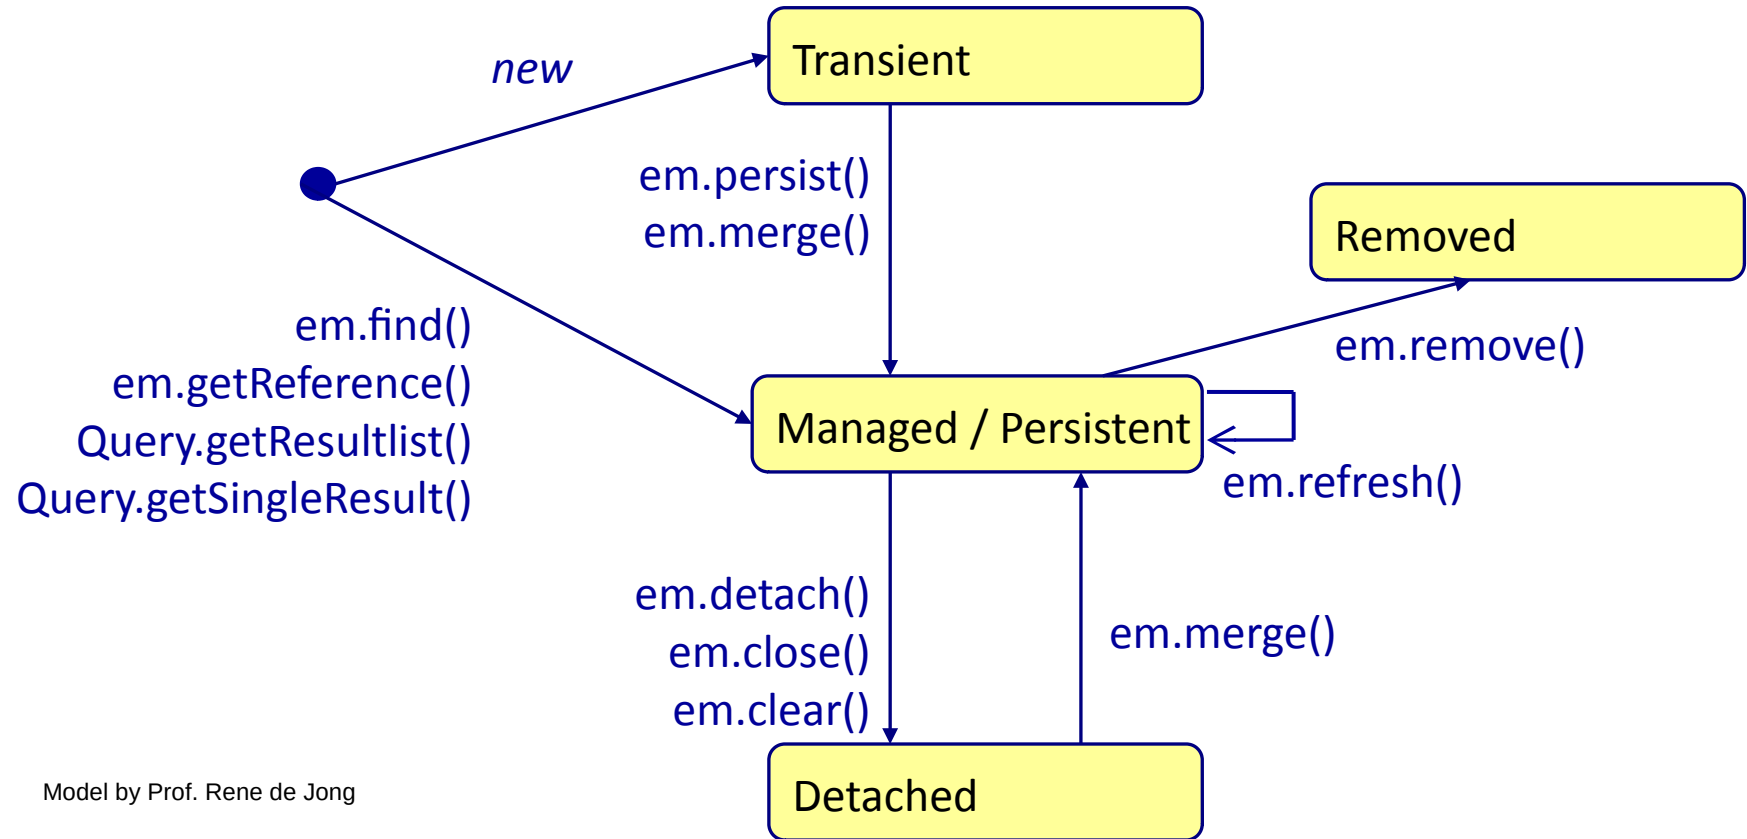 new
Transient
em.persist()
em.merge()
Removed
em.find()
em.getReference()
Query.getResultlist()
Query.getSingleResult()
em.remove()
Managed / Persistent
em.refresh()
em.detach()
em.close()
em.clear()
em.merge()
Detached
Model by Prof. Rene de Jong